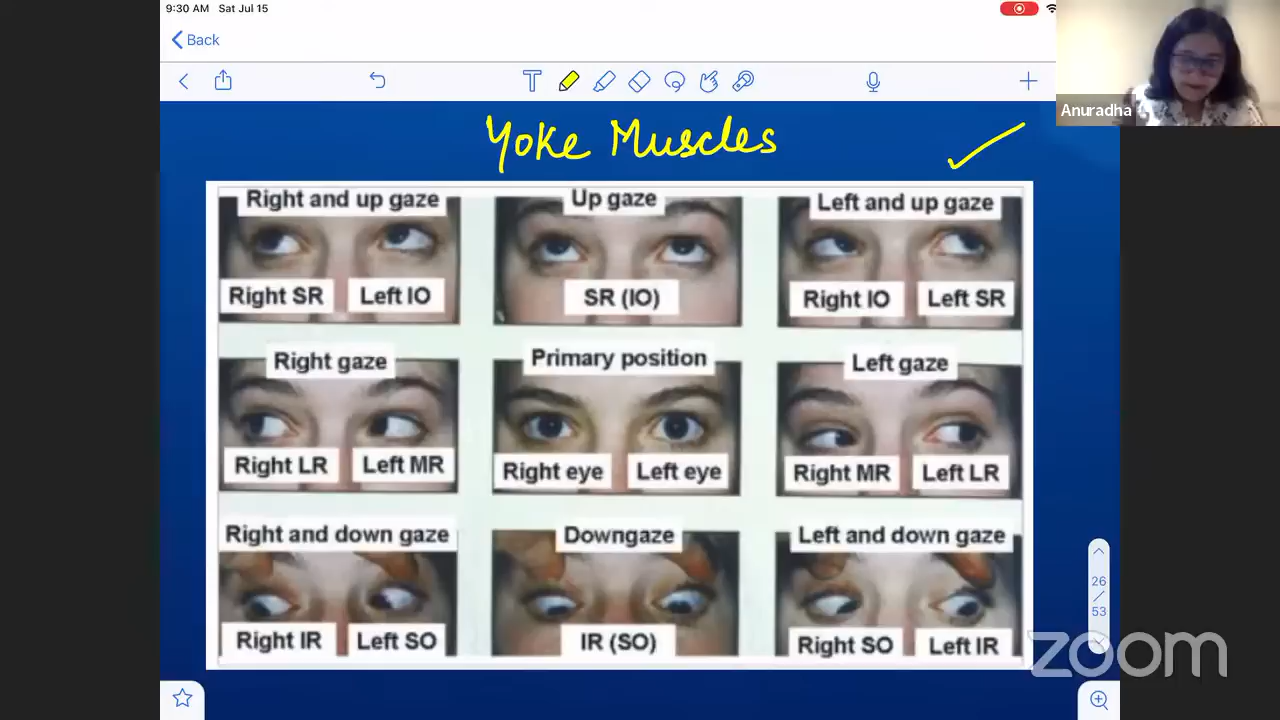 9:30 AM Sat Jul 15
Back
T
Anuradha
Yoke Muscles
Right and up gaze
Up gaze
Left and up gaze
Right SR Left IO
SR (IO)
Right IO Left SR
Right gaze
Primary position
Left gaze
Right LR Left MR
Right eye Left eye
Right MR Left LR
Right and down gaze
Downgaze
Left and down gaze
Right IR Left SO
IR (SO)
Right SO Left IR
26
/
53
zoom